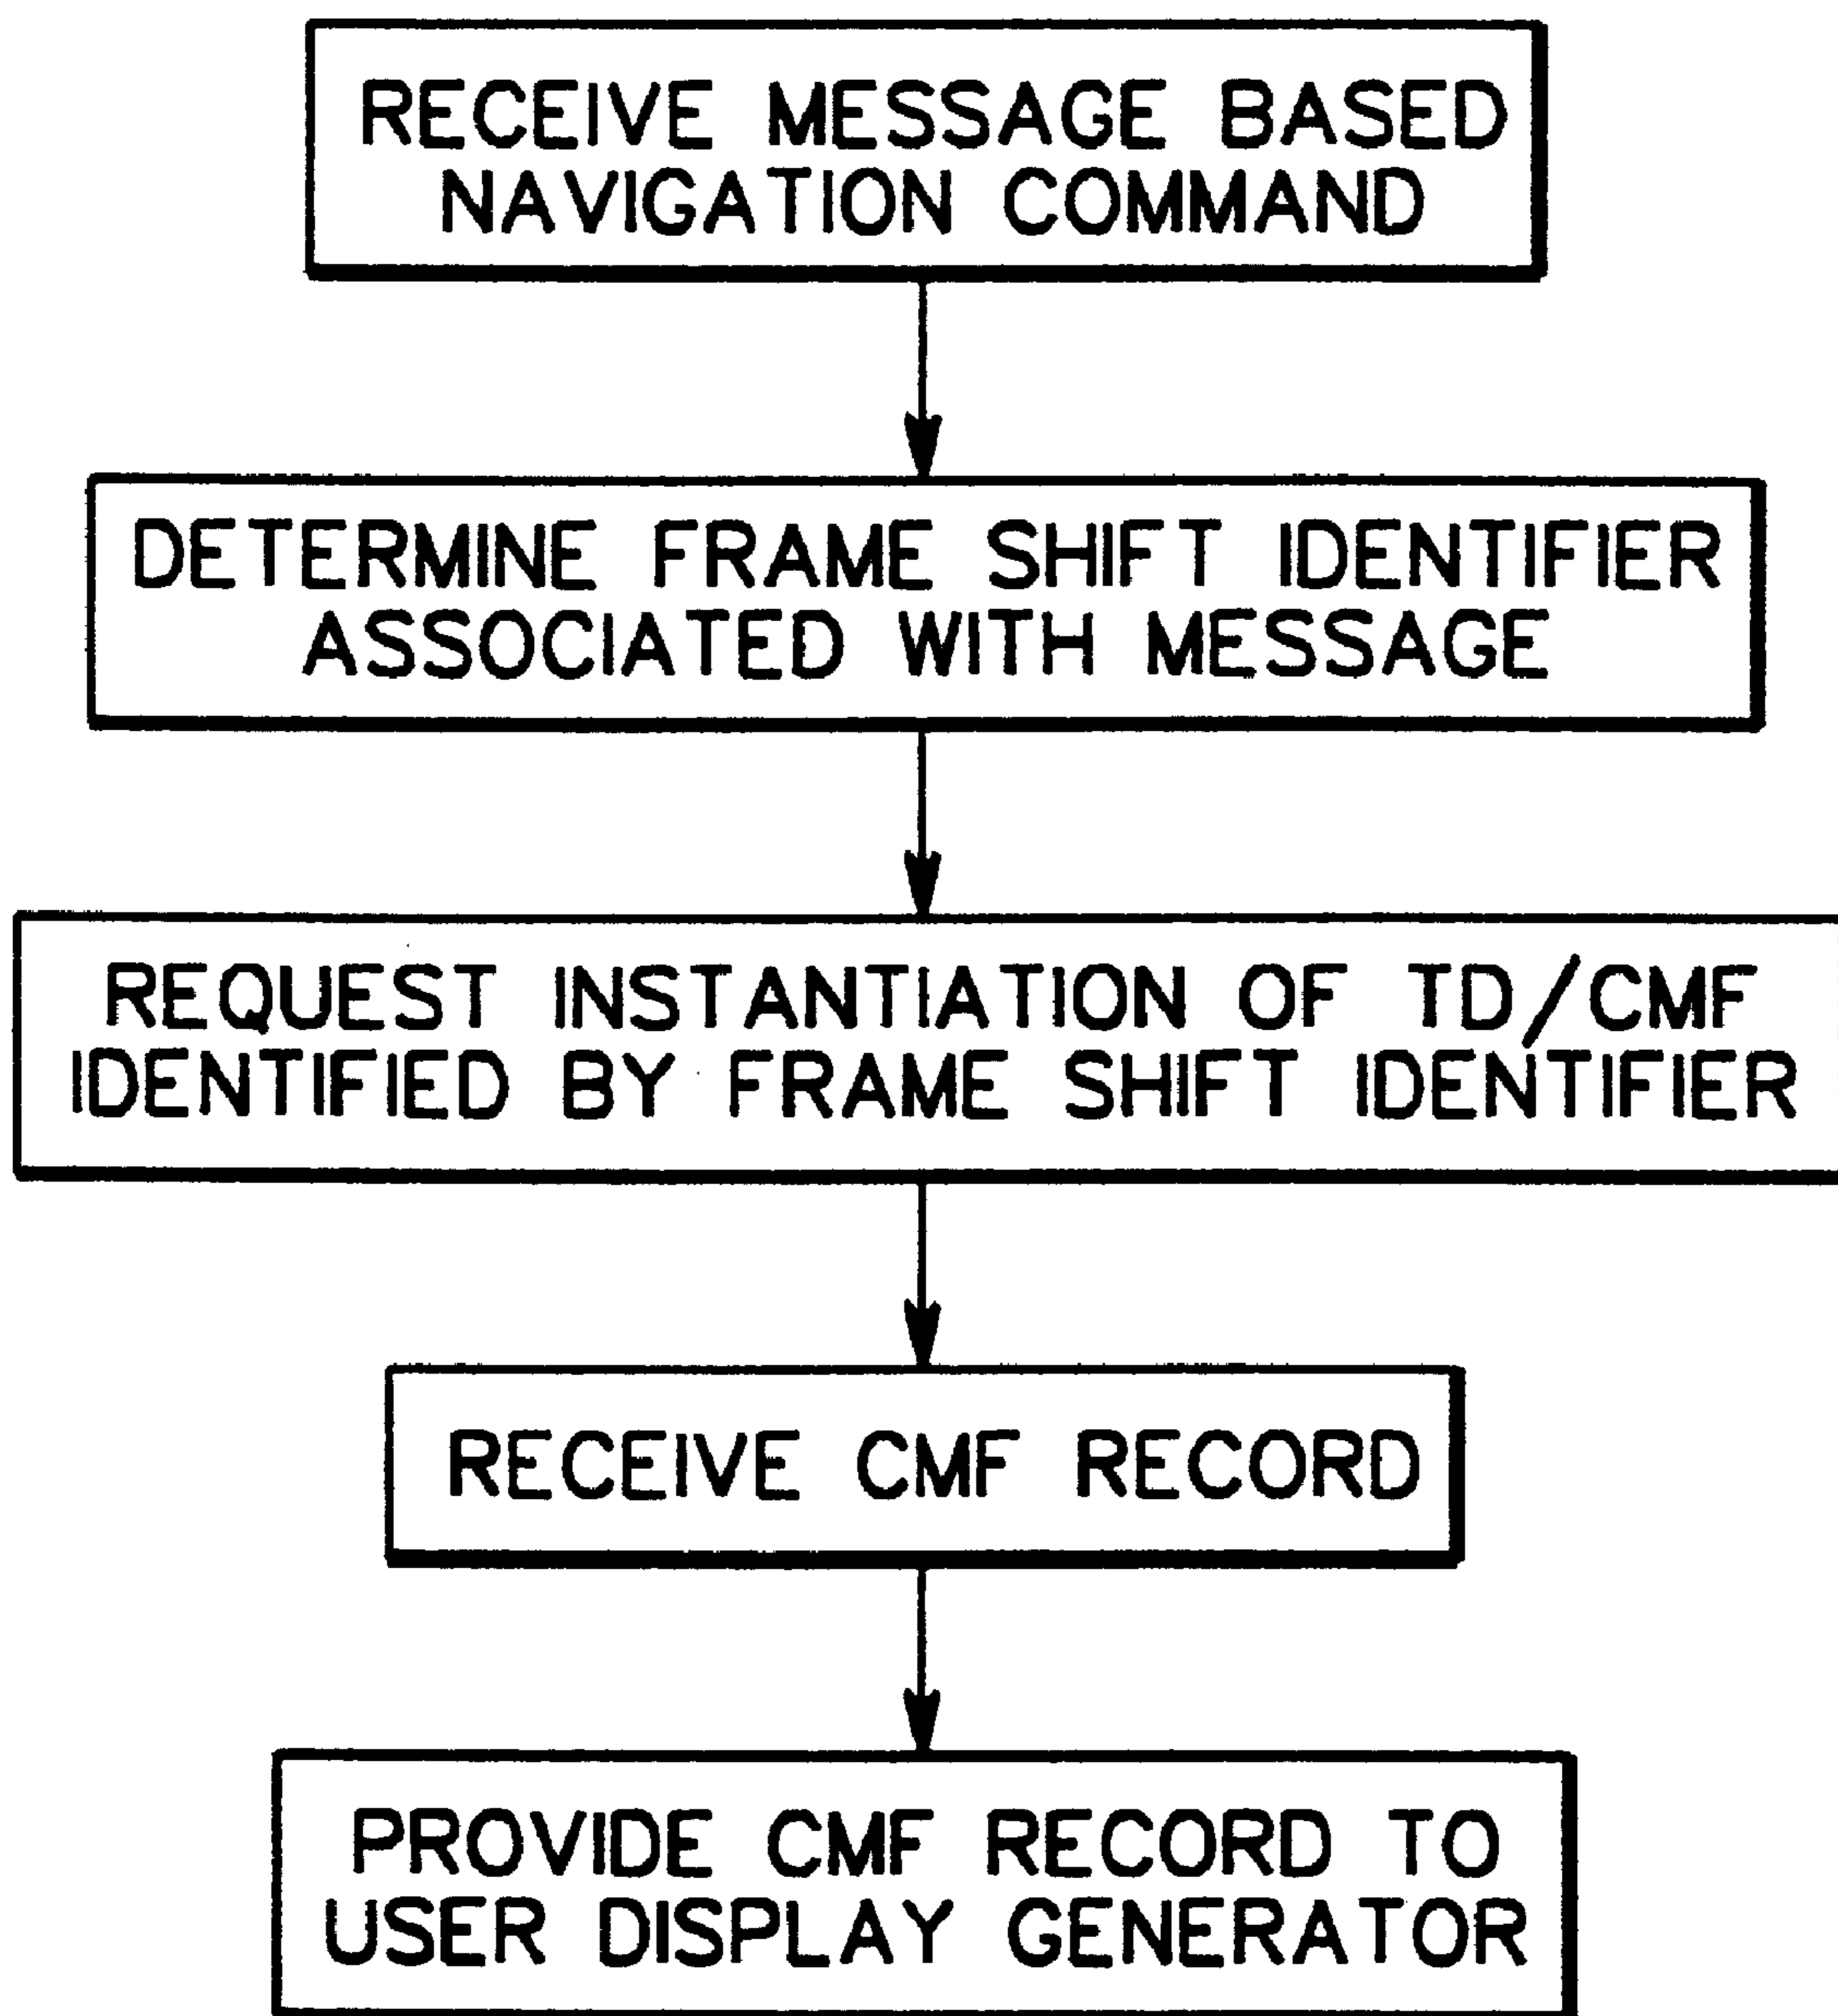 RECEIVE MESSAGE BASED
NAVIGATION COMMAND
DETERMINE FRAME SHIFT IDENTIFIER
ASSOCIATED WITH MESSAGE
REQUEST INSTANTIATION OF TD/CMF
IDENTIFIED BY FRAME SHIFT IDENTIFIER
RECEIVE CMF RECORD
PROVIDE CMF RECORD TO
USER DISPLAY GENERATOR